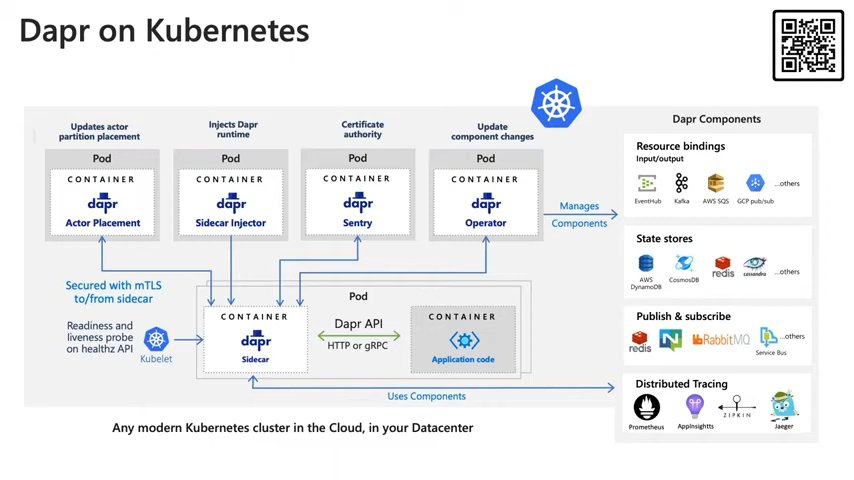 Dapr on Kubernetes
Updates actor
partition placement
Injects Dapr
runtime
Certificate
authority
Update
component changes
Pod
CONTAINER
dapr
Actor Placement
Pod
CONTAINER
dapr
Sidecar Injector
Pod
CONTAINER
dapr
Sentry
Pod
CONTAINER
dapr
Operator
Manages
Components
Secured with mTLS
to/from sidecar
Readiness and
liveness probe
on healthz API
Kubelet
Pod
CONTAINER
dapr
Sidecar
Dapr API
HTTP or gRPC
CONTAINER
Application code
Uses Components
Dapr Components
Resource bindings
Input/output
EventHub
Kafka
AWS SQS
GCP pub/sub
...others
State stores
AWS
DynamoDB
CosmosDB
redis
cassandra
...others
Publish & subscribe
redis
RabbitMQ
Service Bus
...others
Distributed Tracing
Prometheus
AppInsightts
ZIPKIN
Jaeger
Any modern Kubernetes cluster in the Cloud, in your Datacenter